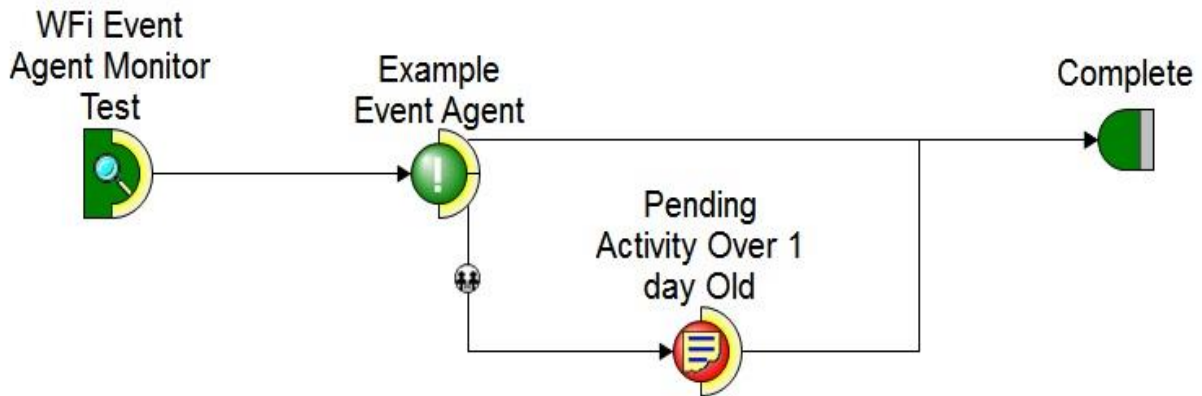 WFi Event
Agent Monitor
Test
Example
Event Agent
Complete
Pending
Activity Over 1
day Old